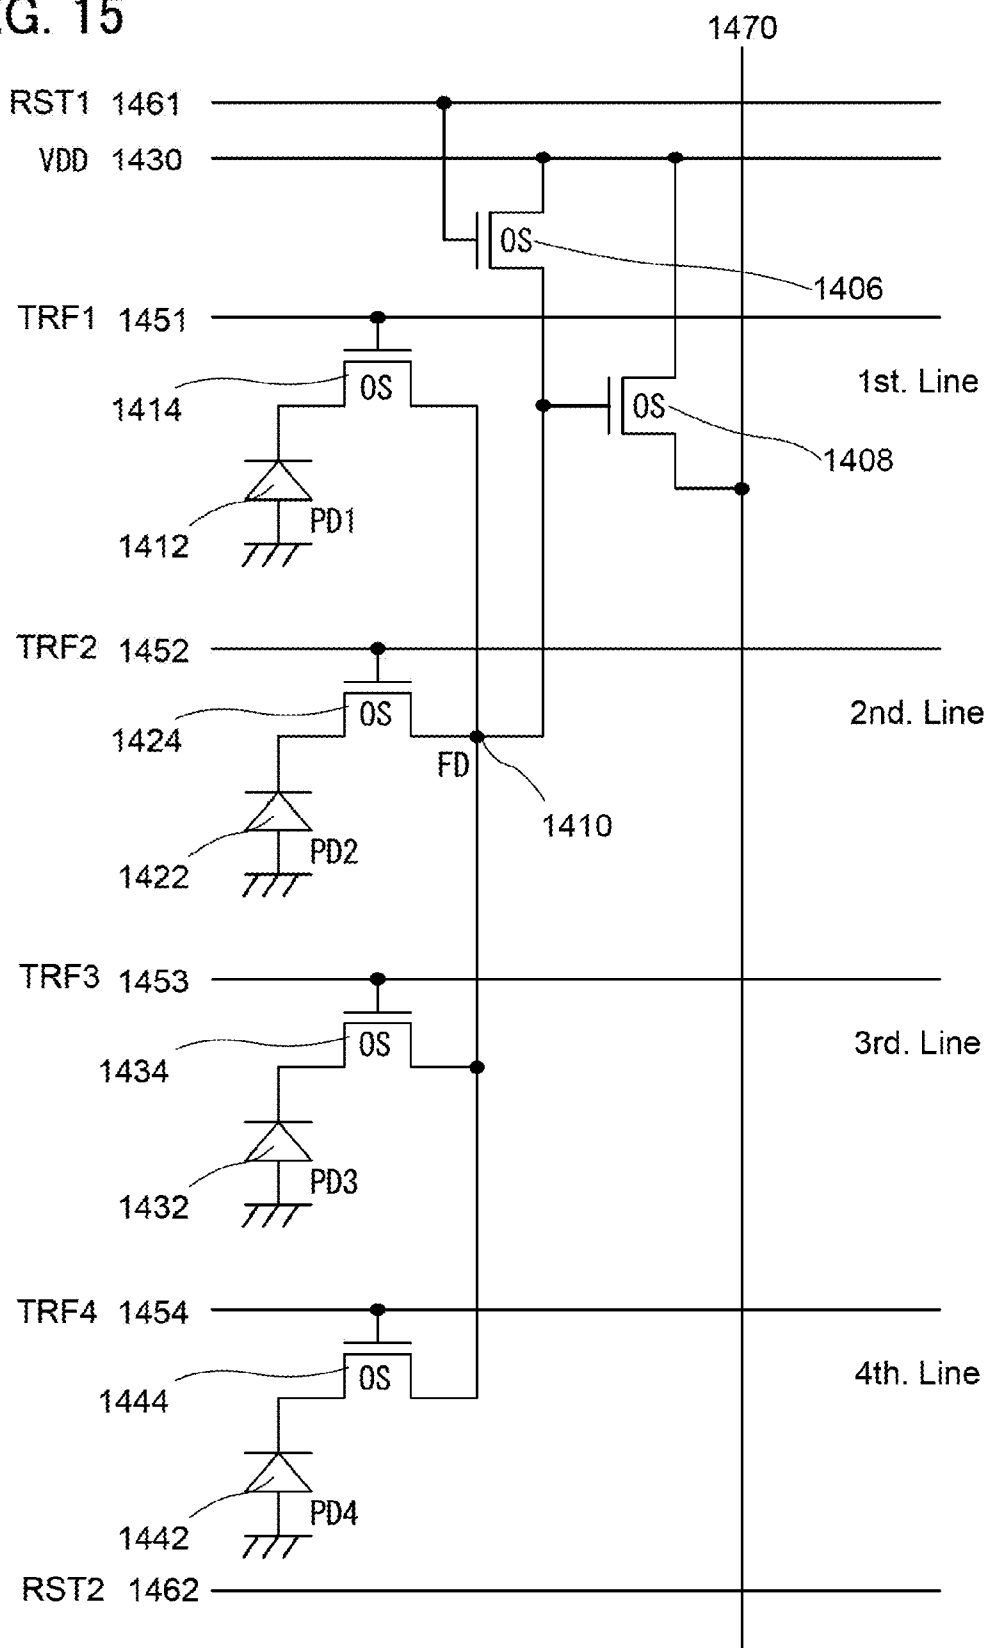 G. 15
1470
RST1 1461
VDD 1430
OS
1406
TRF1 1451
OS
1st. Line
1414
OS
1408
PD1
1412
TRF2 1452
OS
2nd. Line
1424
FD
1410
PD2
1422
TRF3 1453
OS
3rd. Line
1434
PD3
1432
TRF4 1454
OS
4th. Line
1444
PD4
1442
RST2 1462